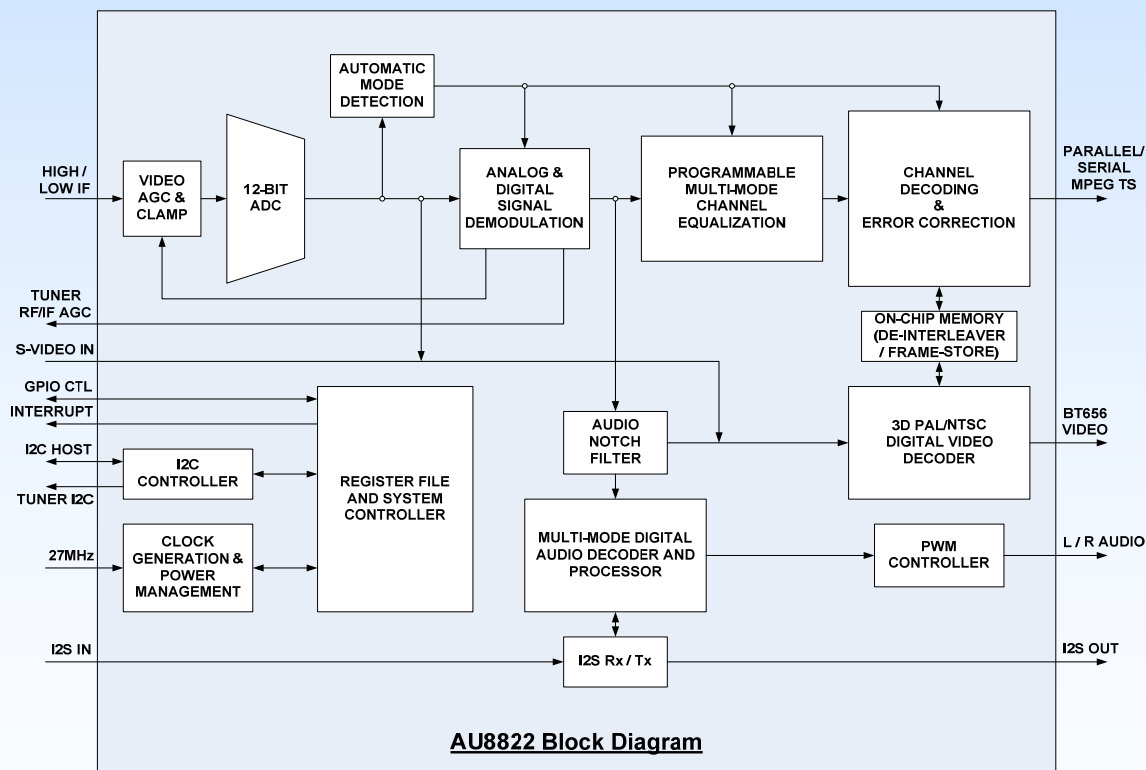 AUTOMATIC
MODE
DETECTION
HIGH /
LOW IF
VIDEO
AGC &
CLAMP
12-BIT
ADC
ANALOG &
DIGITAL
SIGNAL
DEMODULATION
PROGRAMMABLE
MULTI-MODE
CHANNEL
EQUALIZATION
CHANNEL
DECODING
&
ERROR CORRECTION
PARALLEL/
SERIAL
MPEG TS
TUNER
RF/IF AGC
S-VIDEO IN
ON-CHIP MEMORY
(DE-INTERLEAVER
/ FRAME-STORE)
GPIO CTL
INTERRUPT
I2C HOST
TUNER I2C
I2C
CONTROLLER
REGISTER FILE
AND SYSTEM
CONTROLLER
AUDIO
NOTCH
FILTER
3D PAL/NTSC
DIGITAL VIDEO
DECODER
BT656
VIDEO
27MHz
CLOCK
GENERATION &
POWER
MANAGEMENT
MULTI-MODE DIGITAL
AUDIO DECODER AND
PROCESSOR
PWM
CONTROLLER
L / R AUDIO
I2S IN
I2S Rx / Tx
I2S OUT
AU8822 Block Diagram